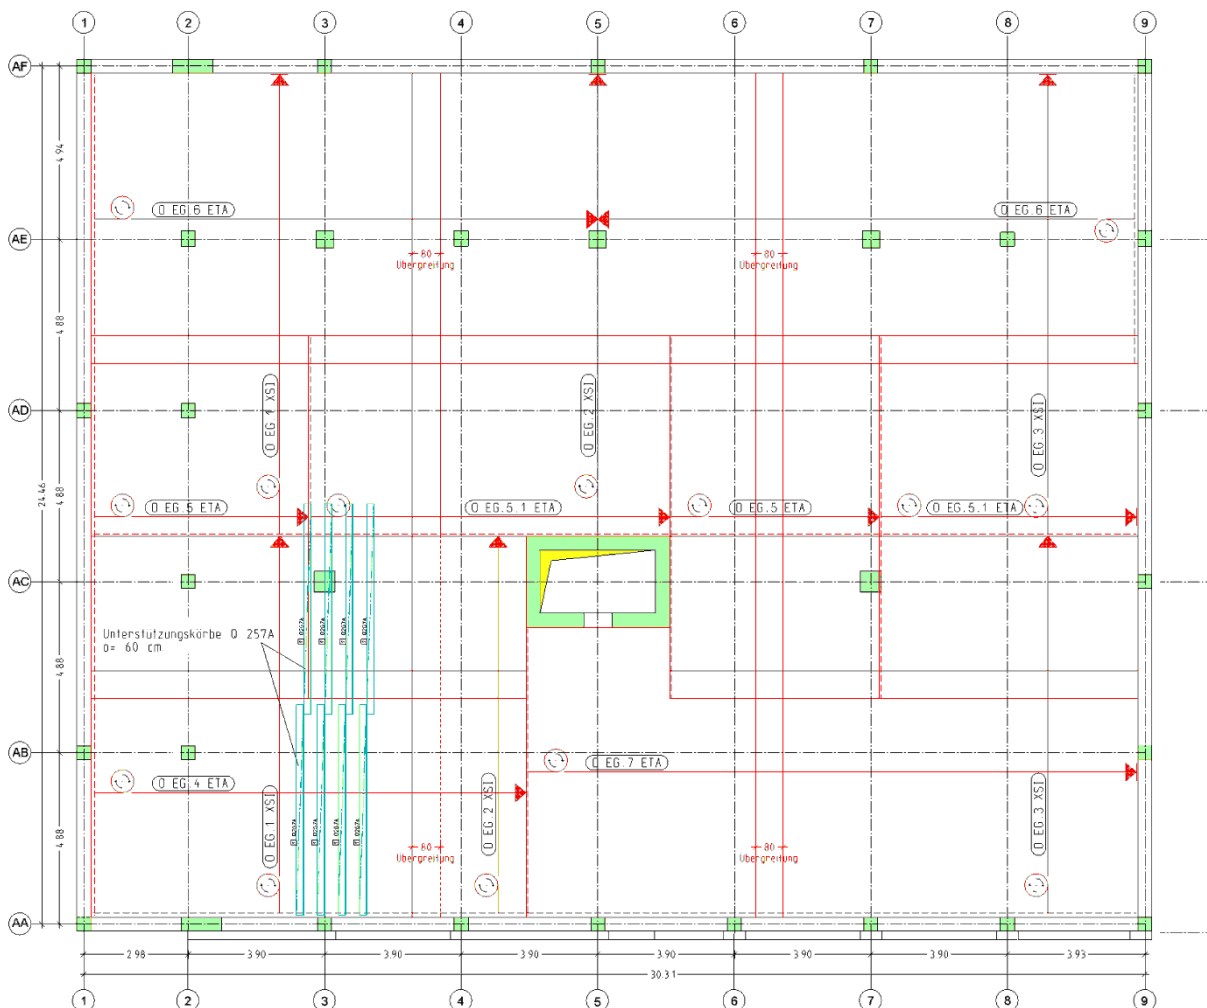 1 2 3 4 5 6 7 8 9
AF
4.94
O EG.6 ETA
O EG.6 ETA
AE
80
Übergreifung
80
Übergreifung
4.88
O EG.1 XSI
O EG.2 XSI
O EG.3 XSI
AD
24.46
4.88
O EG.5 ETA
O EG.5.1 ETA
O EG.5 ETA
O EG.5.1 ETA
AC
Unterstützungskörbe Q 257A
a= 60 cm
4.88
AB
O EG.7 ETA
O EG.4 ETA
O EG.1 XSI
O EG.2 XSI
O EG.3 XSI
4.88
80
Übergreifung
80
Übergreifung
AA
2.98 3.90 3.90 3.90 3.90 3.90 3.90 3.93
30.31
1 2 3 4 5 6 7 8 9